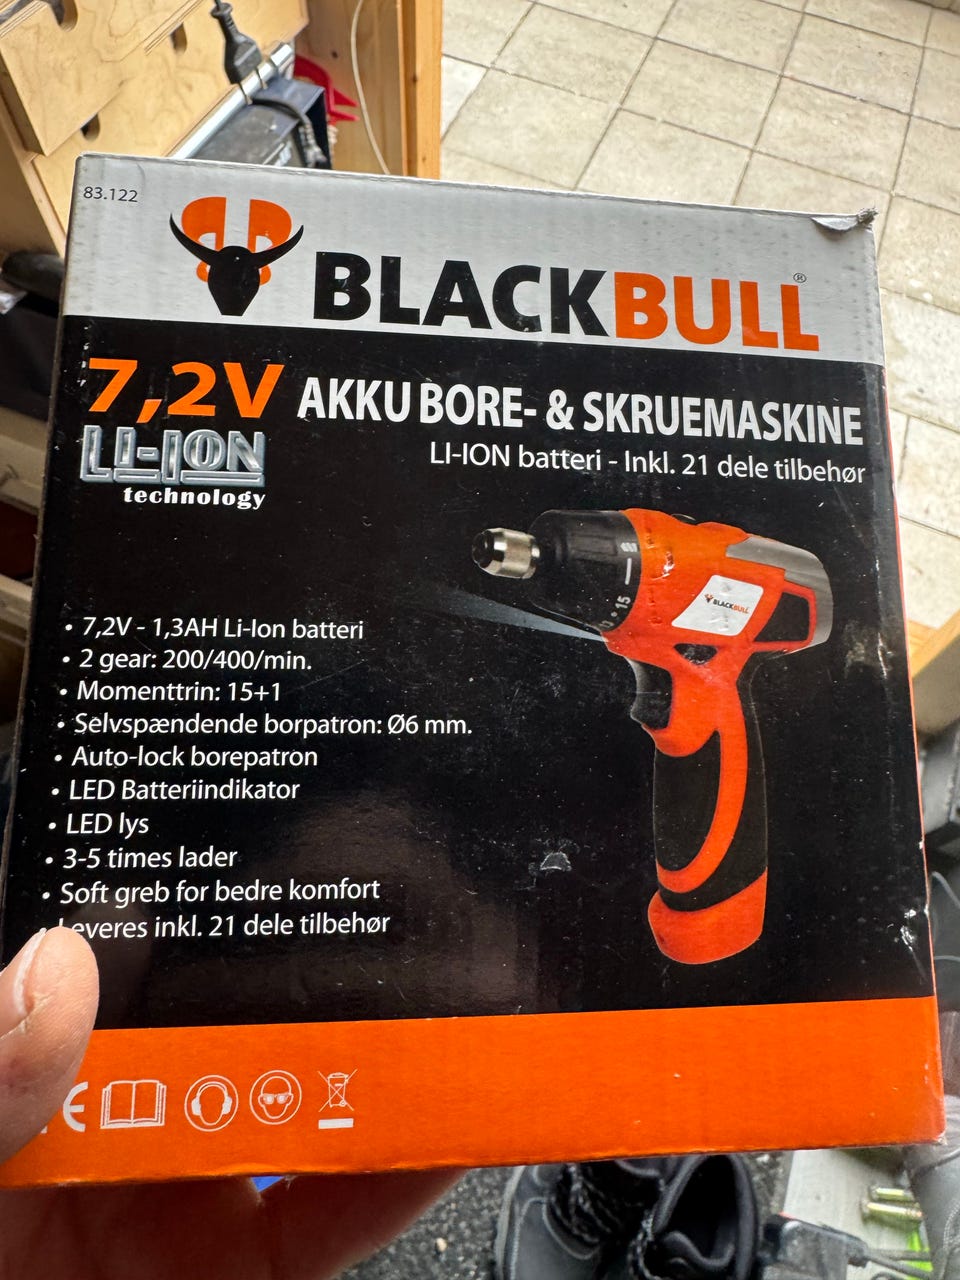 83.122
BLACKBULL®
7,2V
LI-ION
technology
AKKU BORE- & SKRUEMASKINE
LI-ION batteri - Inkl. 21 dele tilbehør
15
BLACKBULL
• 7,2V - 1,3AH Li-Ion batteri
• 2 gear: 200/400/min.
• Momenttrin: 15+1
• Selvspændende borpatron: Ø6 mm.
• Auto-lock borepatron
• LED Batteriindikator
• LED lys
• 3-5 times lader
• Soft greb for bedre komfort
• Leveres inkl. 21 dele tilbehør
CE